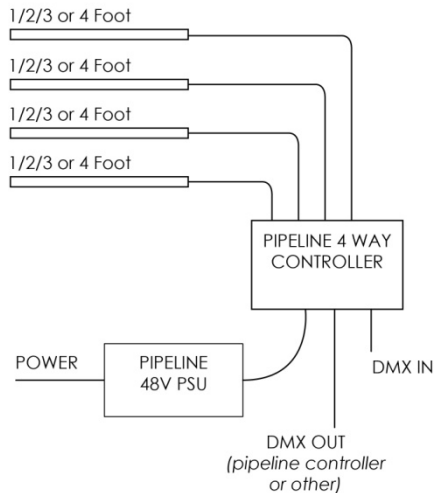 1/2/3 or 4 Foot
1/2/3 or 4 Foot
1/2/3 or 4 Foot
1/2/3 or 4 Foot
PIPELINE 4 WAY
CONTROLLER
POWER
PIPELINE
48V PSU
DMX IN
DMX OUT
(pipeline controller
or other)